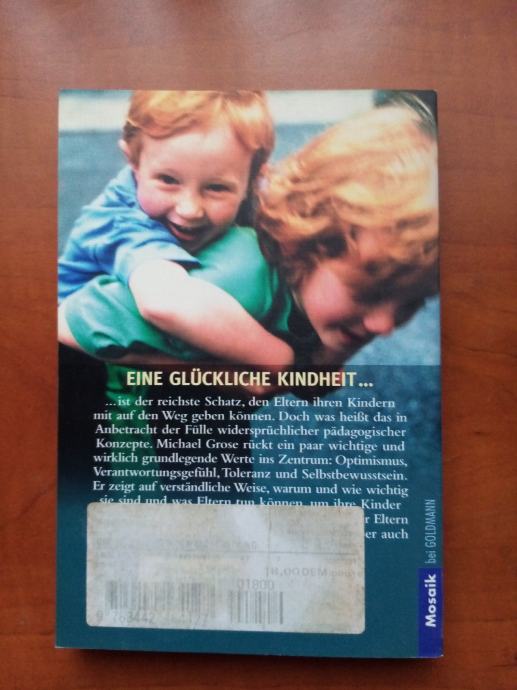 EINE GLÜCKLICHE KINDHEIT...
...ist der reichste Schatz, den Eltern ihren Kindern
mit auf den Weg geben können. Doch was heißt das in
Anbetracht der Fülle widersprüchlicher pädagogischer
Konzepte. Michael Grose rückt ein paar wichtige und
wirklich grundlegende Werte ins Zentrum: Optimismus,
Verantwortungsgefühl, Toleranz und Selbstbewusstsein.
Er zeigt auf verständliche Weise, warum und wie wichtig
sie sind und was Eltern tun können, um ihre Kinder
Eltern
auch
01800
Mosaik bei GOLDMANN